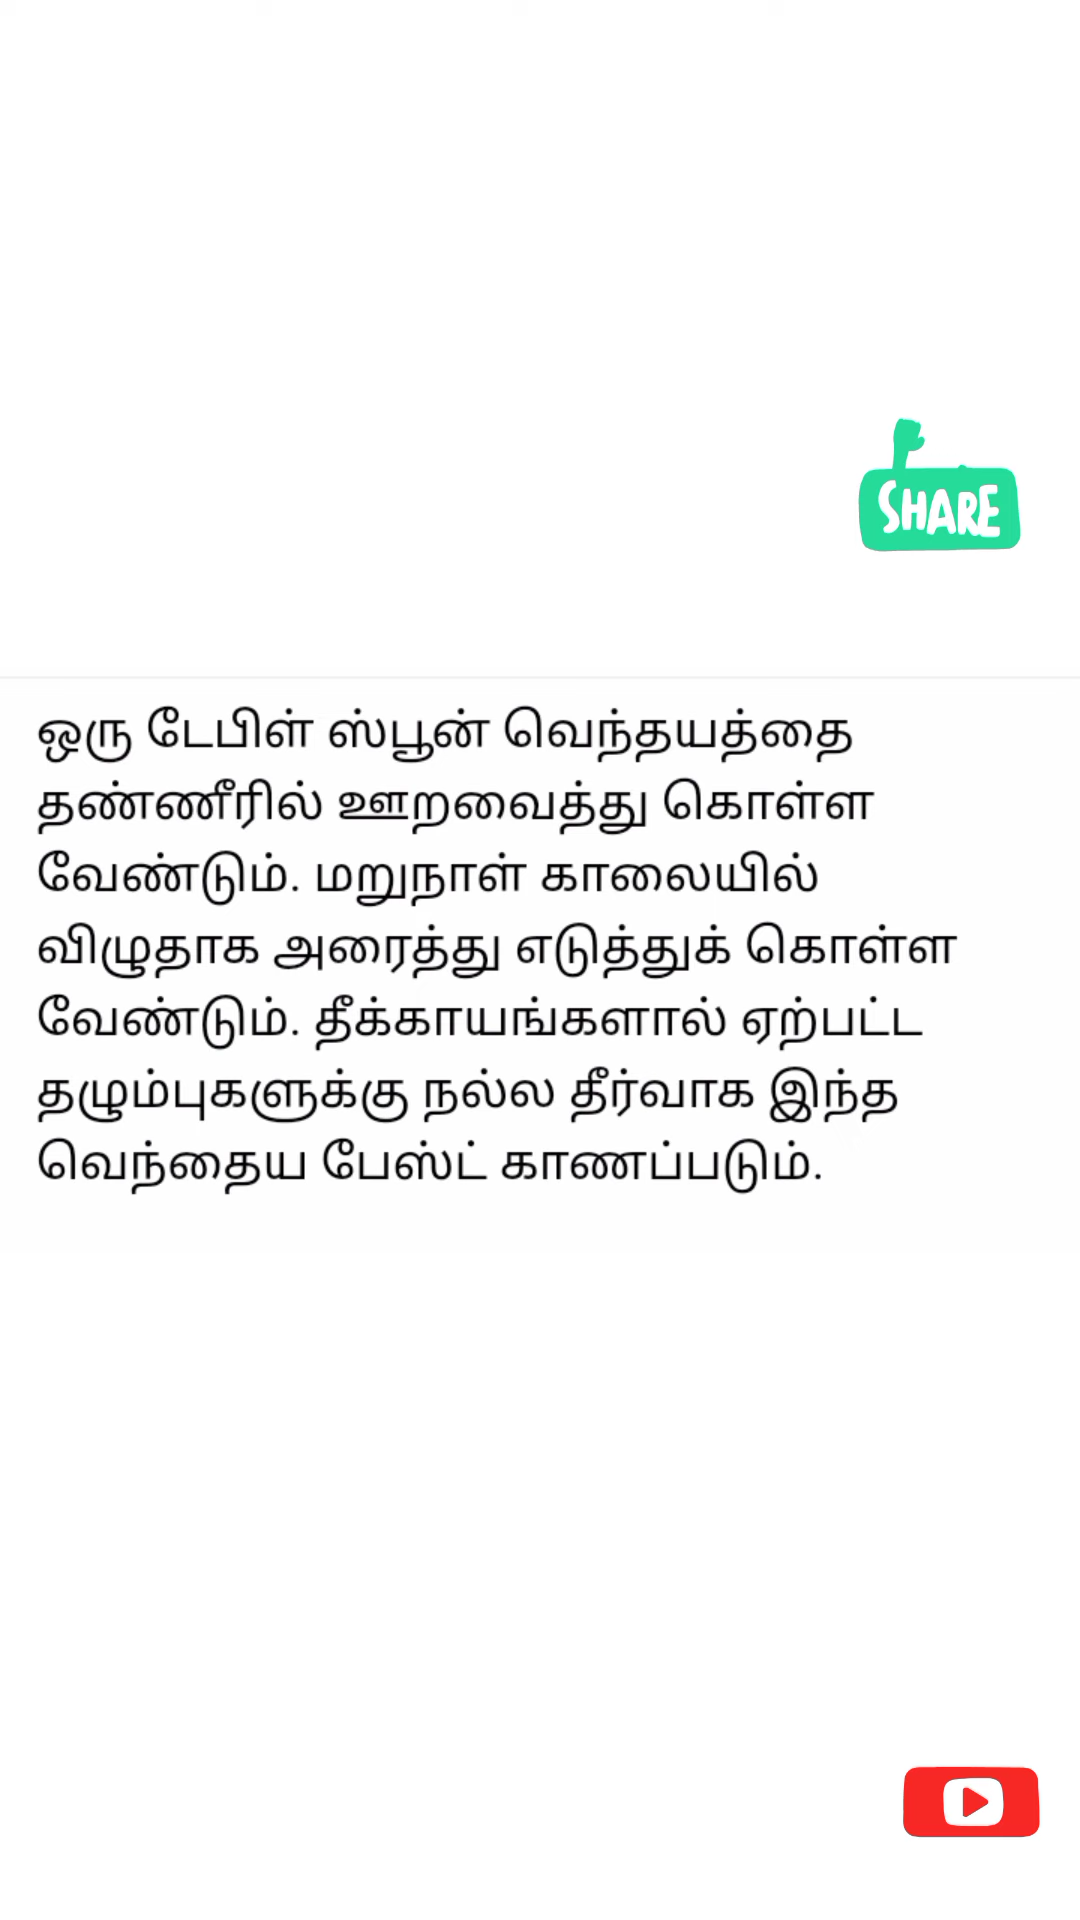 SHARE
ஒரு டேபிள் ஸ்பூன் வெந்தயத்தை
தண்ணீரில் ஊறவைத்து கொள்ள
வேண்டும். மறுநாள் காலையில்
விழுதாக அரைத்து எடுத்துக் கொள்ள
வேண்டும். தீக்காயங்களால் ஏற்பட்ட
தழும்புகளுக்கு நல்ல தீர்வாக இந்த
வெந்தைய பேஸ்ட் காணப்படும்.